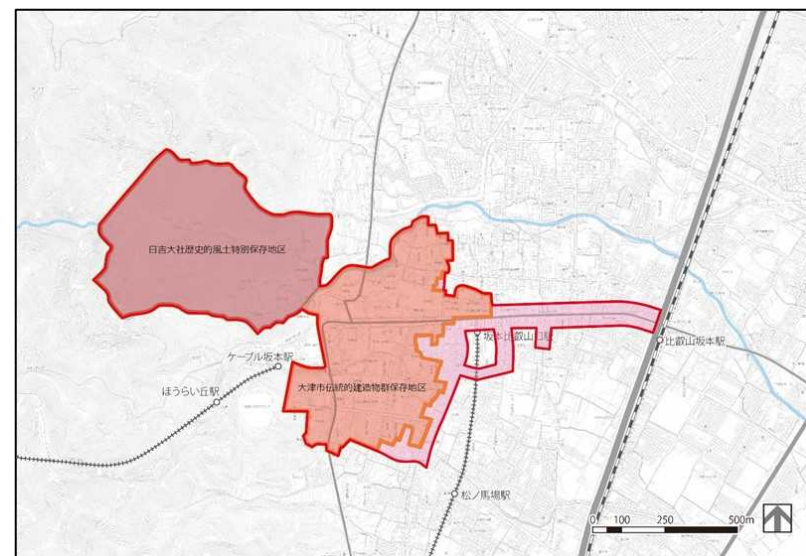 日吉大社歴史的風土特別保存地区
坂本比叡山口駅
比叡山坂本駅
ケーブル坂本駅
大津市伝統的建造物群保存地区
ほうらい丘駅
松ノ馬場駅
0 100 250 500m